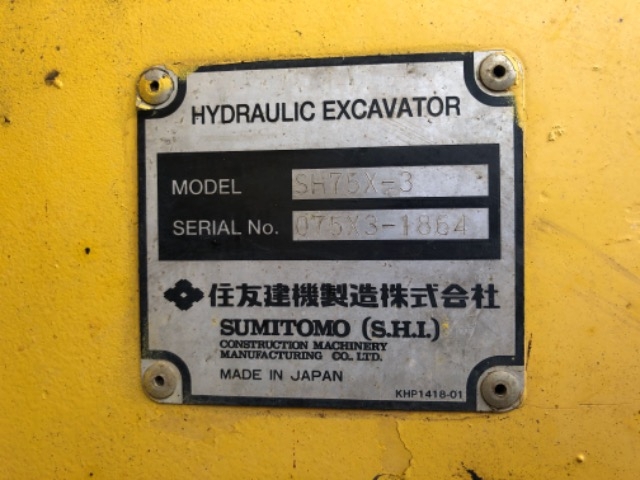 HYDRAULIC EXCAVATOR
MODEL SH75X-3
SERIAL No. 075X3-1864
住友建機製造株式会社
SUMITOMO (S.H.I.)
CONSTRUCTION MACHINERY
MANUFACTURING CO., LTD.
MADE IN JAPAN
KHP1418-01